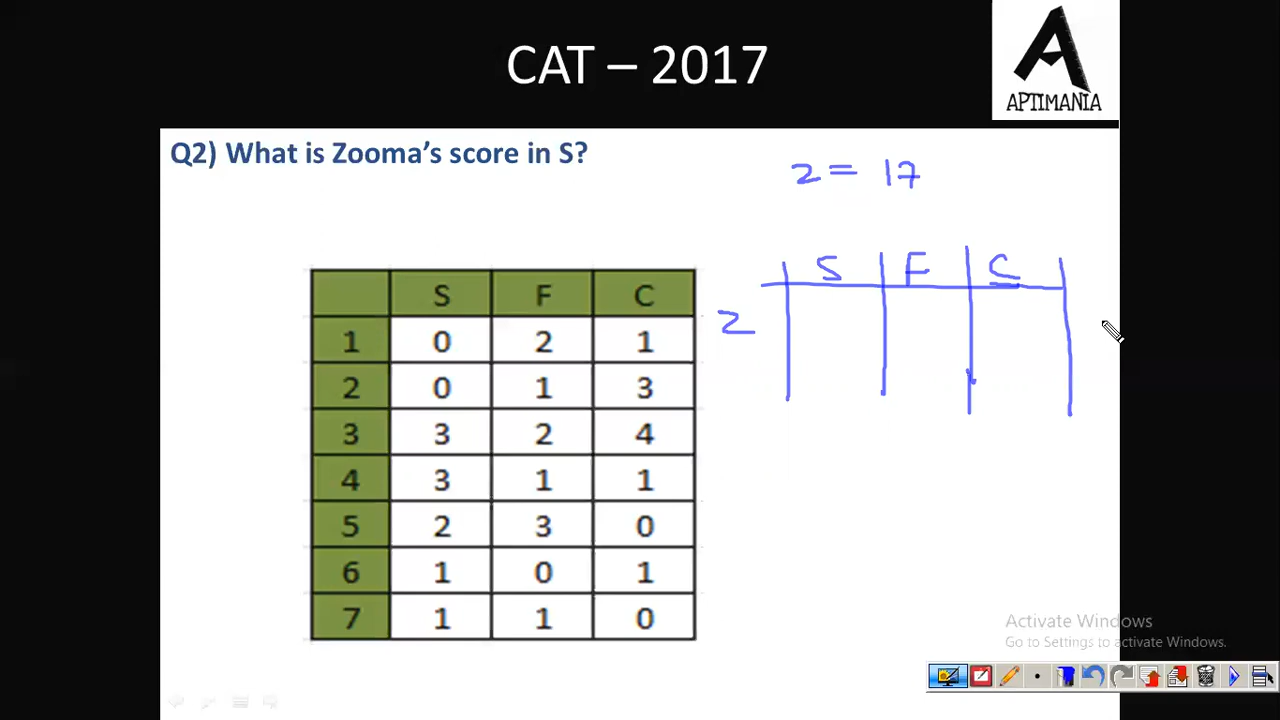 CAT – 2017
APTIMANIA
Q2) What is Zooma's score in S?
z = 17
S F C
z
S F C
1 0 2 1
2 0 1 3
3 3 2 4
4 3 1 1
5 2 3 0
6 1 0 1
7 1 1 0
Activate Windows
Go to Settings to activate Windows.